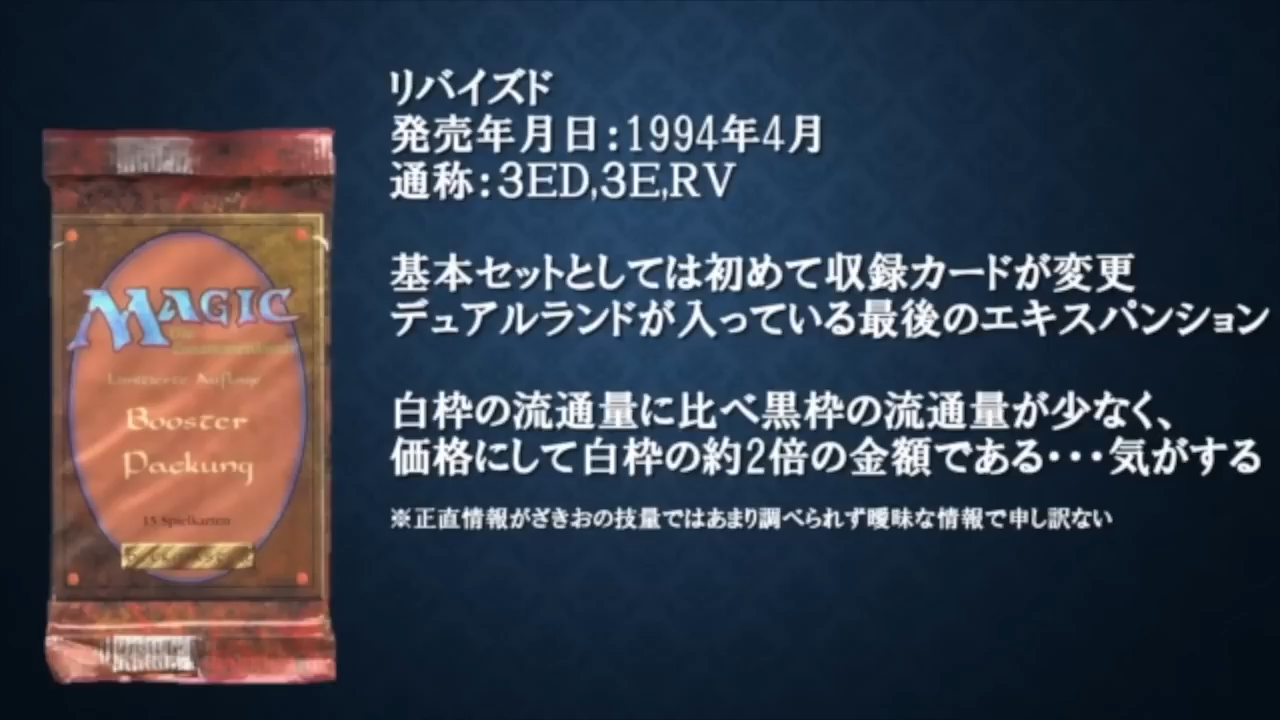 リバイズド
発売年月日：1994年4月
通称：3ED,3E,RV
基本セットとしては初めて収録カードが変更
デュアルランドが入っている最後のエキスパンション
白枠の流通量に比べ黒枠の流通量が少なく、
価格にして白枠の約2倍の金額である・・・気がする
※正直情報がざきおの技量ではあまり調べられず曖昧な情報で申し訳ない
MAGIC
Limitierte Auflage
Booster
Packung
15 Spielkarten